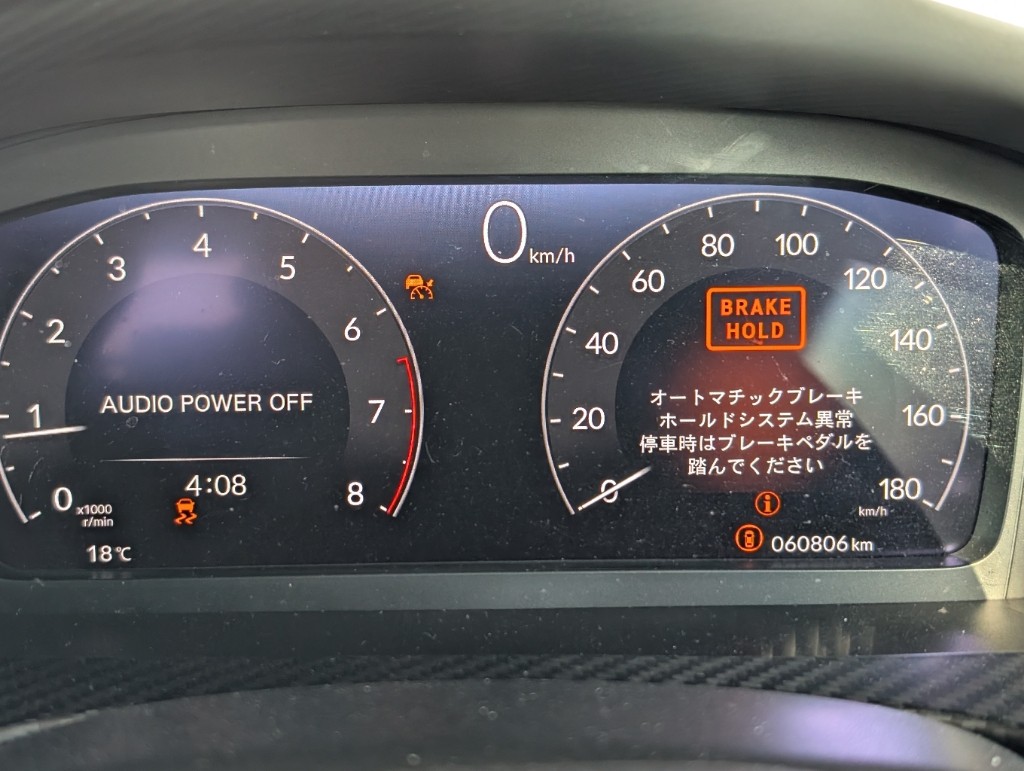 0 km/h
0
1
2
3
4
5
6
7
8
x1000
r/min
AUDIO POWER OFF
4:08
18℃
0
20
40
60
80
100
120
140
160
180
km/h
BRAKE
HOLD
オートマチックブレーキ
ホールドシステム異常
停車時はブレーキペダルを
踏んでください
i
060806 km